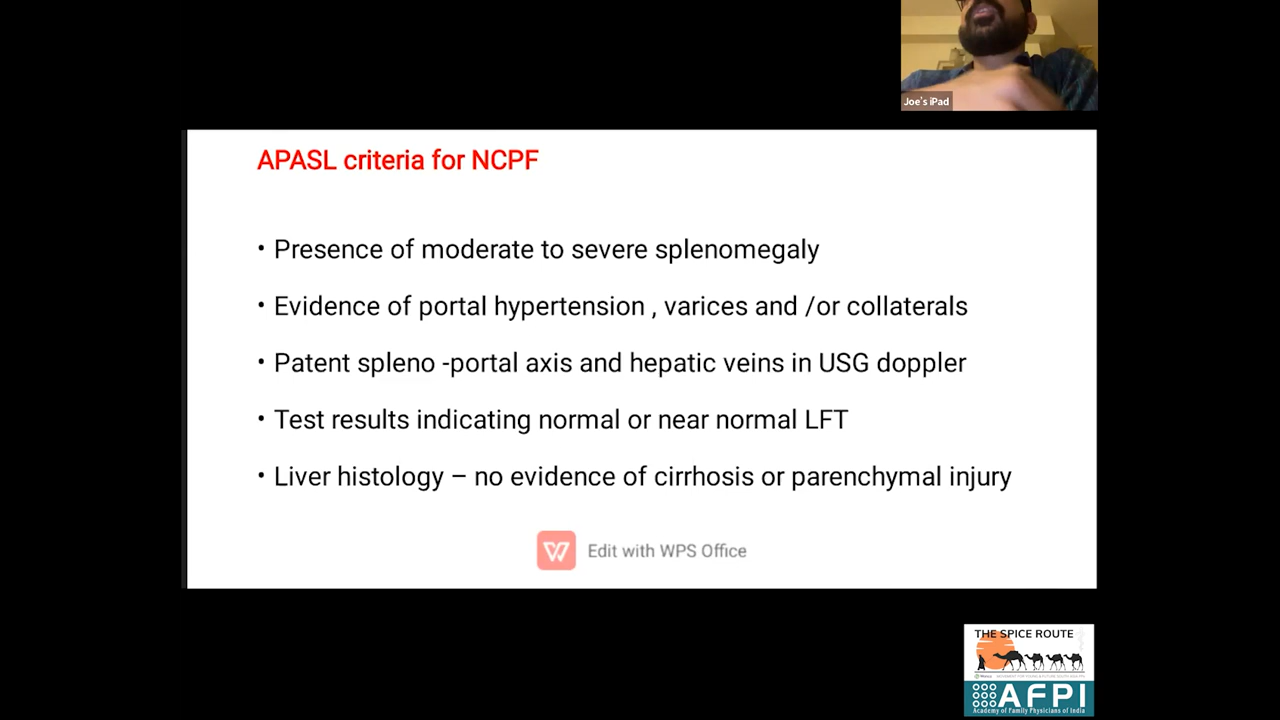 Joe's iPad
APASL criteria for NCPF
• Presence of moderate to severe splenomegaly
• Evidence of portal hypertension , varices and /or collaterals
• Patent spleno -portal axis and hepatic veins in USG doppler
• Test results indicating normal or near normal LFT
• Liver histology – no evidence of cirrhosis or parenchymal injury
Edit with WPS Office
THE SPICE ROUTE
AFPI
Academy of Family Physicians of India